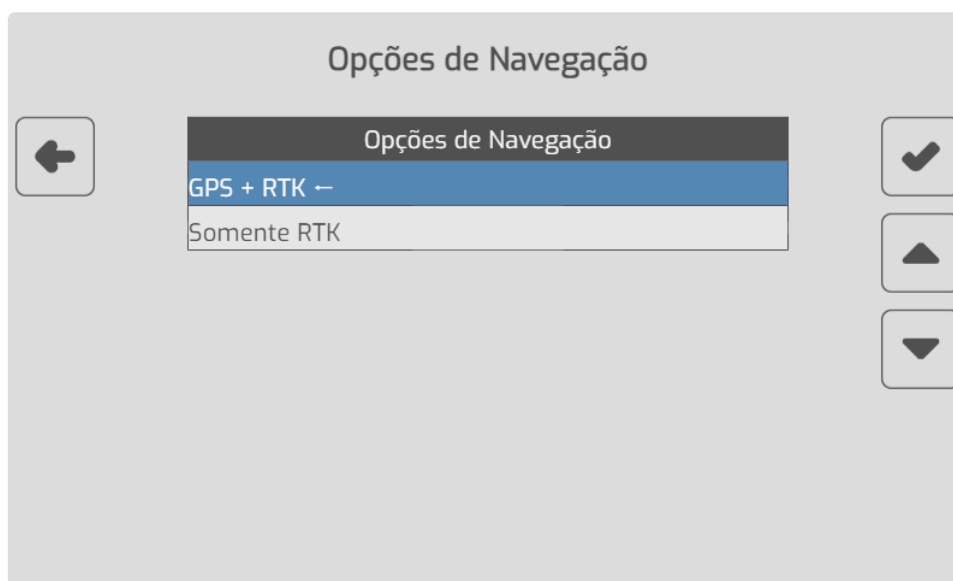 Opções de Navegação
Opções de Navegação
GPS + RTK ←
Somente RTK